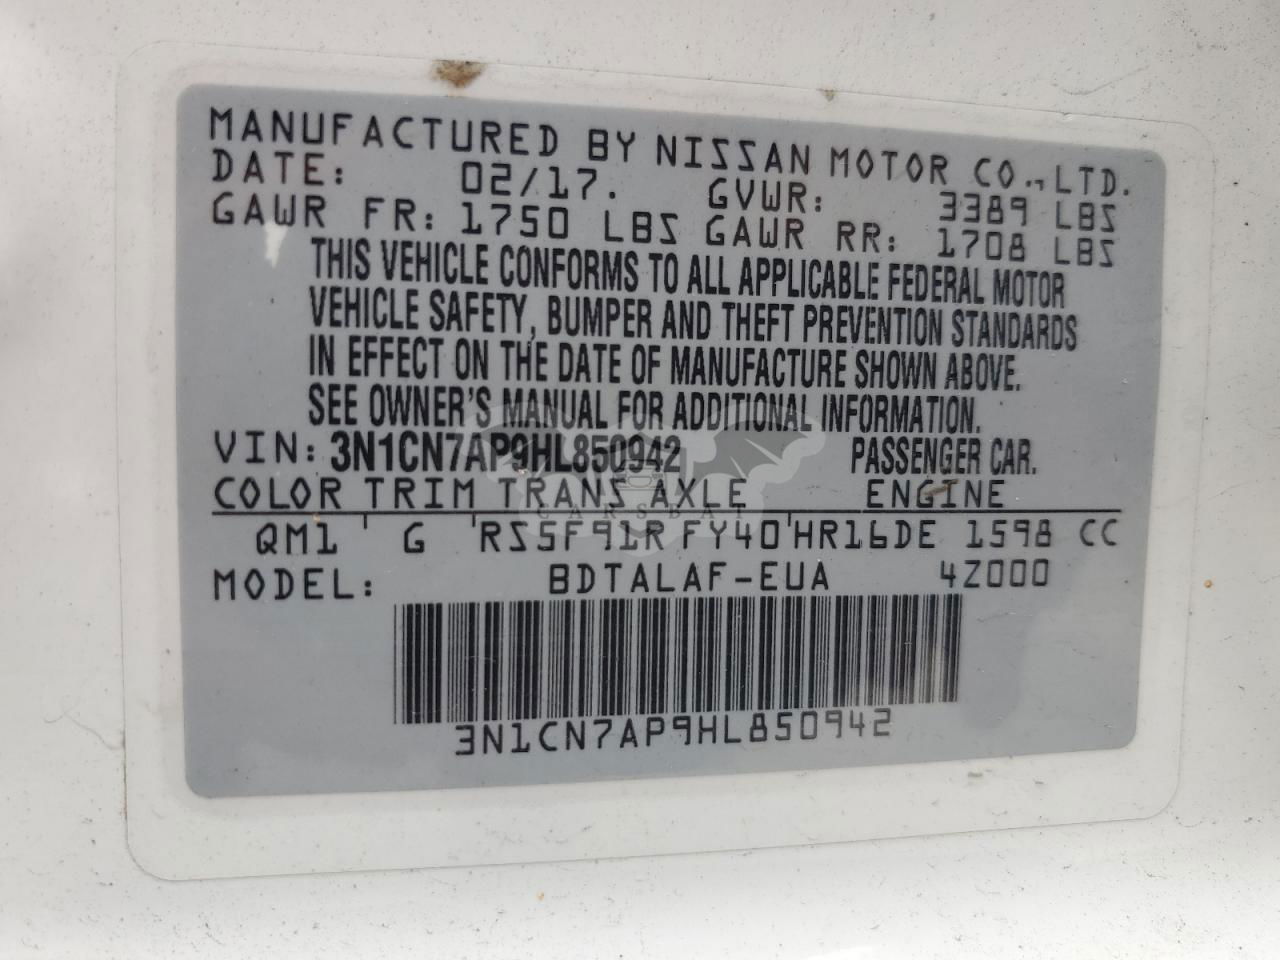 MANUFACTURED BY NISSAN MOTOR CO., LTD.
DATE: 02/17. GVWR: 3389 LBS
GAWR FR: 1750 LBS GAWR RR: 1708 LBS
THIS VEHICLE CONFORMS TO ALL APPLICABLE FEDERAL MOTOR
VEHICLE SAFETY, BUMPER AND THEFT PREVENTION STANDARDS
IN EFFECT ON THE DATE OF MANUFACTURE SHOWN ABOVE.
SEE OWNER'S MANUAL FOR ADDITIONAL INFORMATION.
VIN: 3N1CN7AP9HL850942 PASSENGER CAR.
COLOR TRIM TRANS AXLE ENGINE
CARSBAT
QM1 ' G ' RS5F91R FY40 ' HR16DE 1598 CC
MODEL: BDTALAF-EUA 4Z000
3N1CN7AP9HL850942